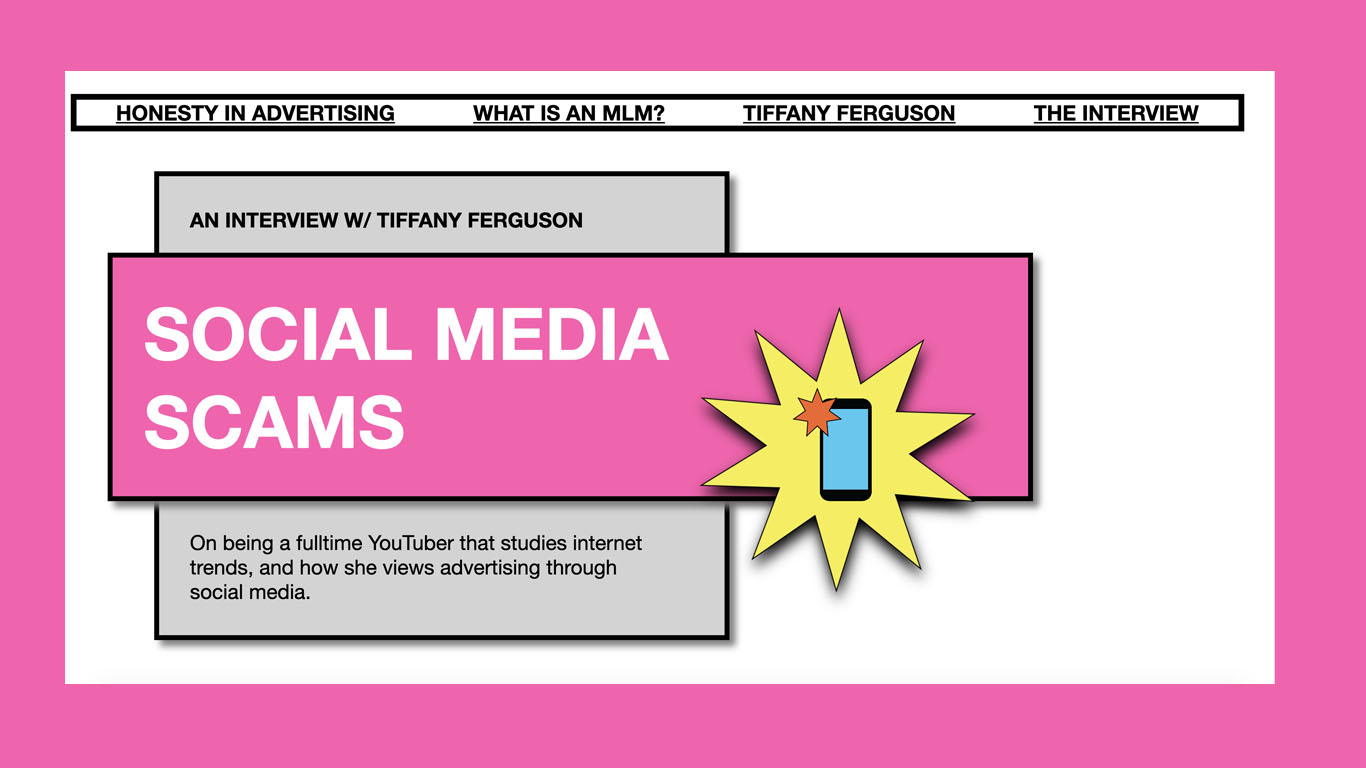 HONESTY IN ADVERTISING WHAT IS AN MLM? TIFFANY FERGUSON THE INTERVIEW
AN INTERVIEW W/ TIFFANY FERGUSON
SOCIAL MEDIA
SCAMS
On being a fulltime YouTuber that studies internet
trends, and how she views advertising through
social media.